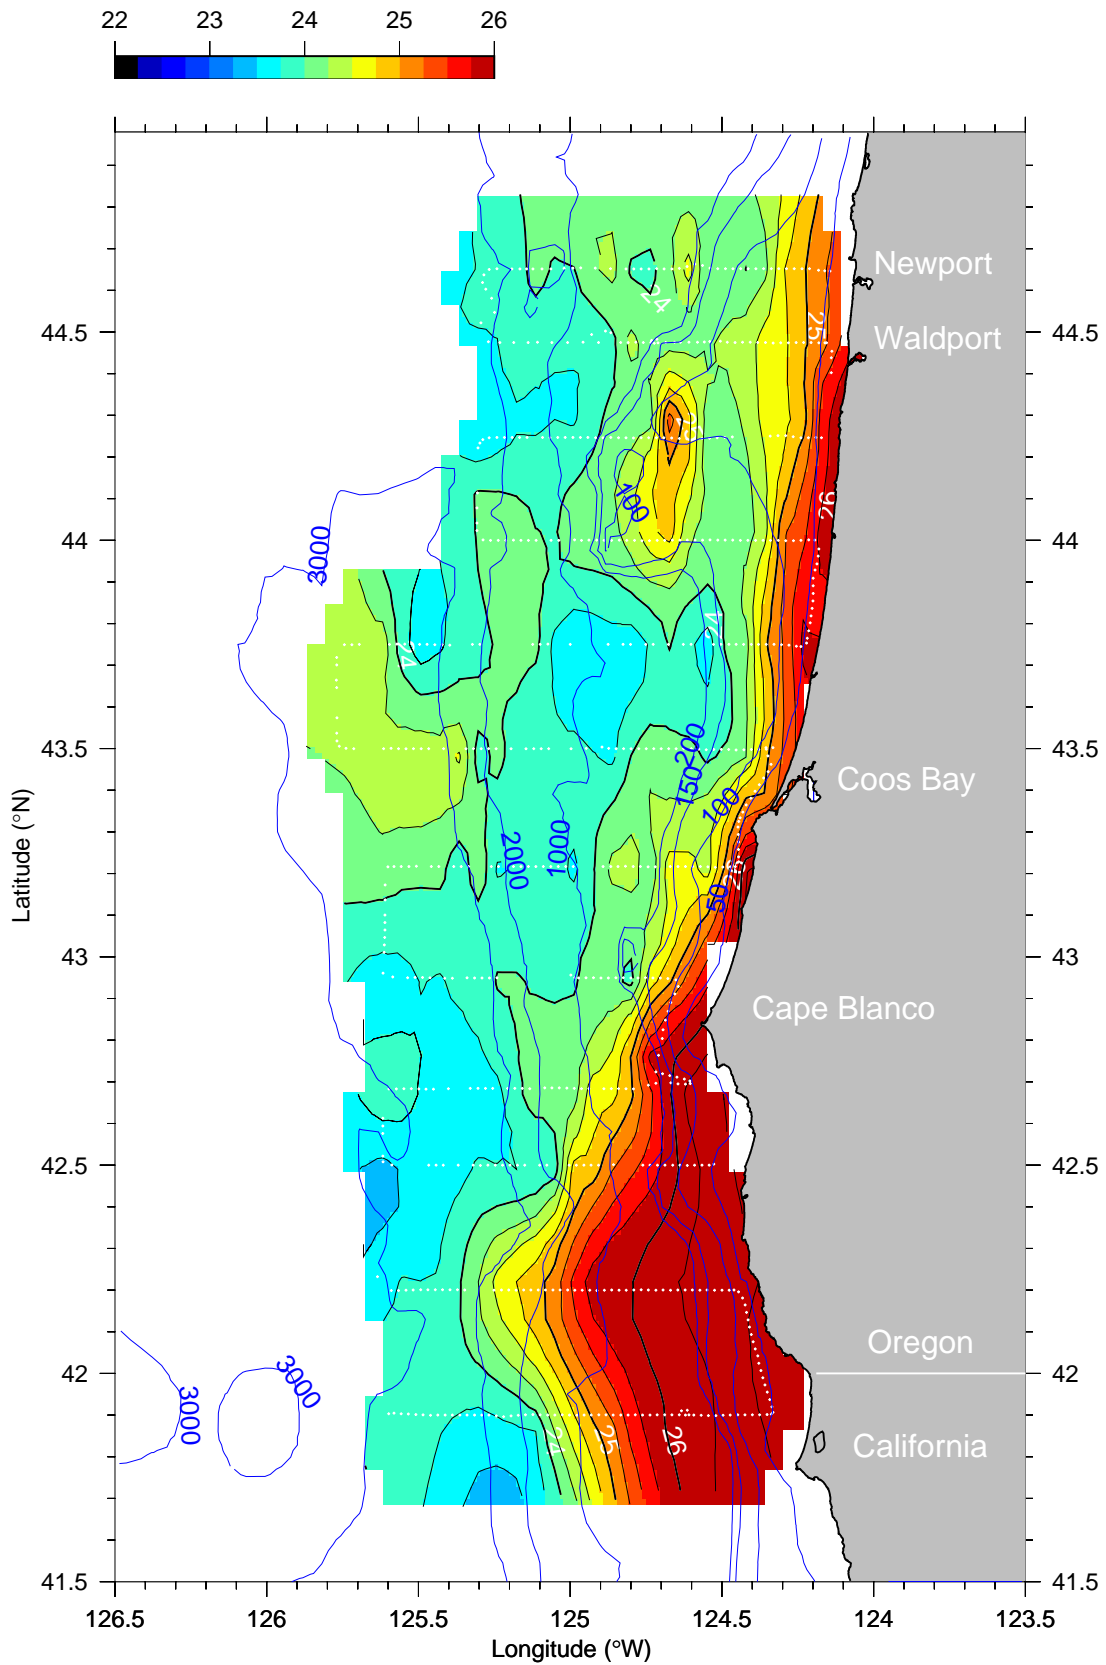 22 23 24 25 26
Newport
24
44.5 25 Waldport 44.5
25
100 26
44 3000 44
24 24
43.5 200 43.5
150 100 Coos Bay
2000 1000
25
50
43 43
Cape Blanco
42.5 42.5
Oregon
3000
42 3000 42
24 25 26 California
41.5 41.5
126.5 126 125.5 125 124.5 124 123.5
Longitude (°W)
Latitude (°N)